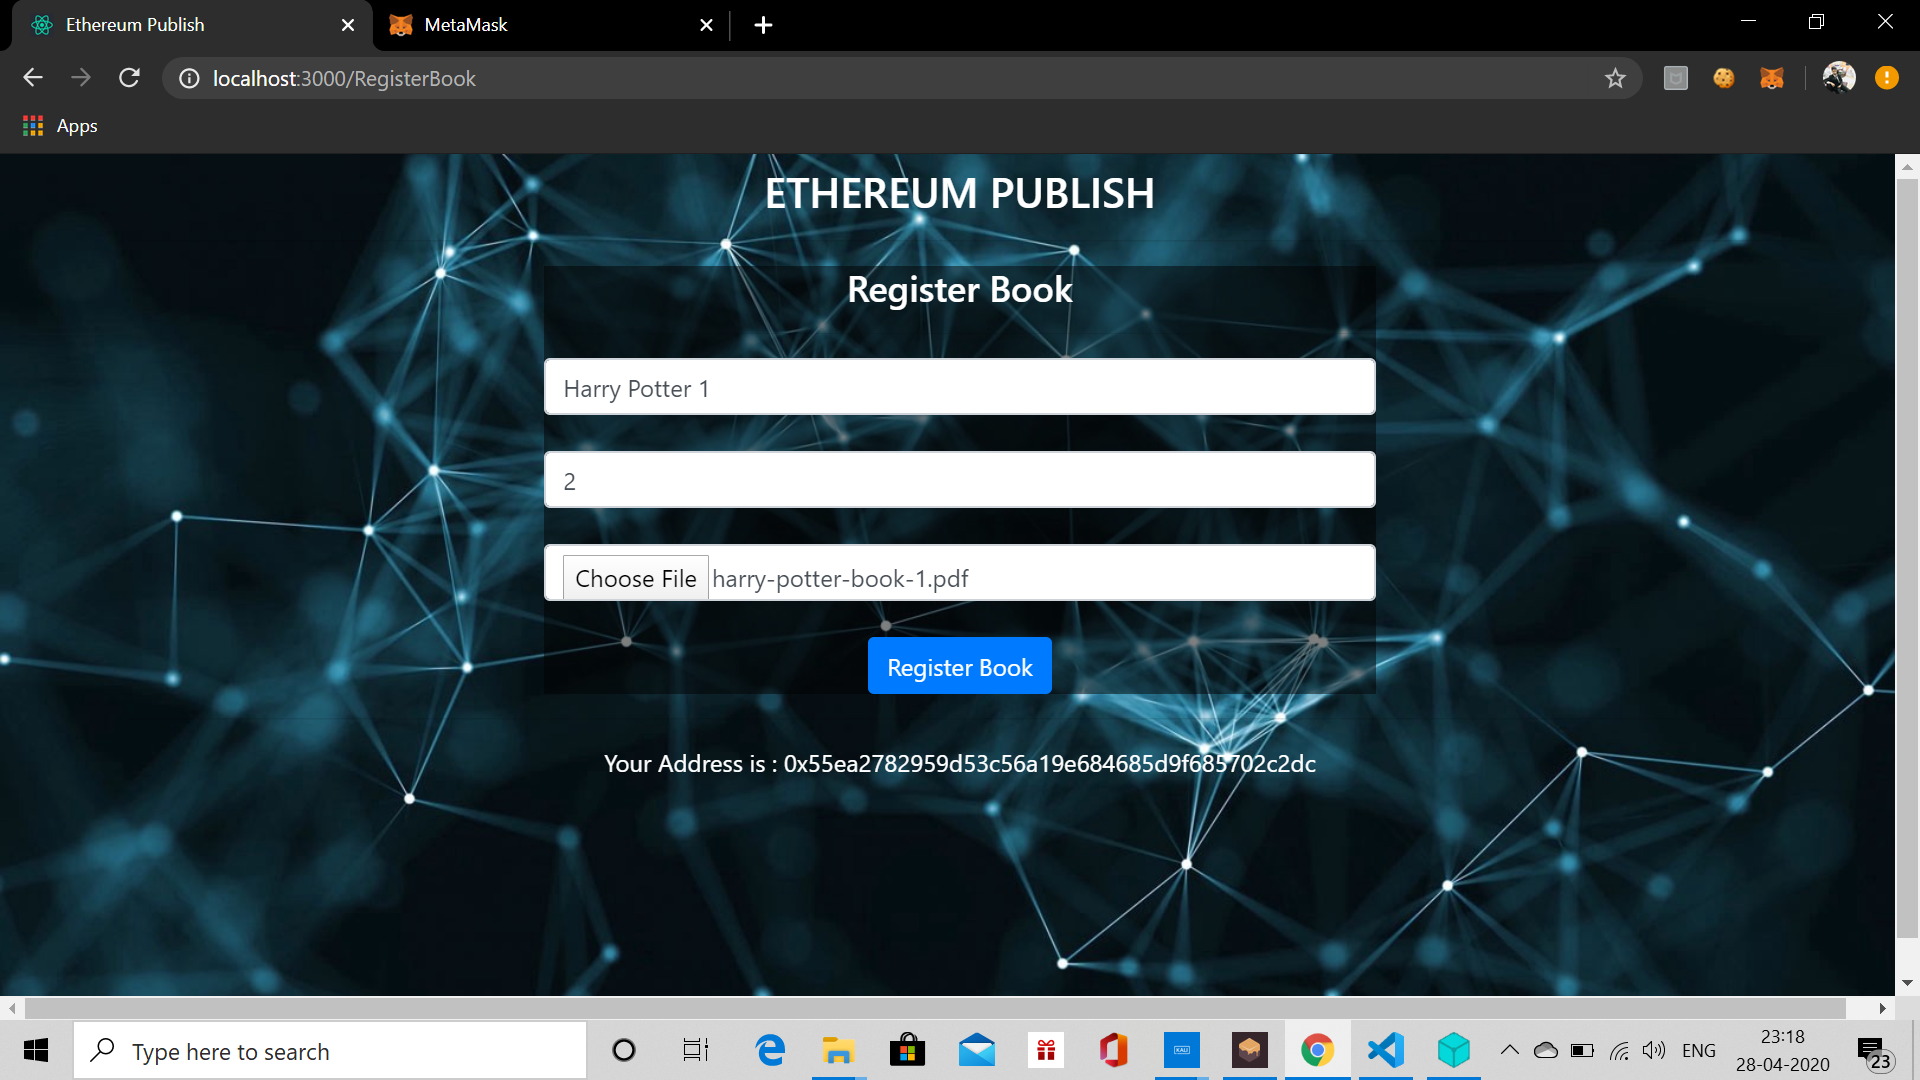 Ethereum Publish
MetaMask
localhost:3000/RegisterBook
Apps
ETHEREUM PUBLISH
Register Book
Harry Potter 1
2
Choose File harry-potter-book-1.pdf
Register Book
Your Address is : 0x55ea2782959d53c56a19e684685d9f685702c2dc
Type here to search
KALI
ENG
23:18
28-04-2020
23